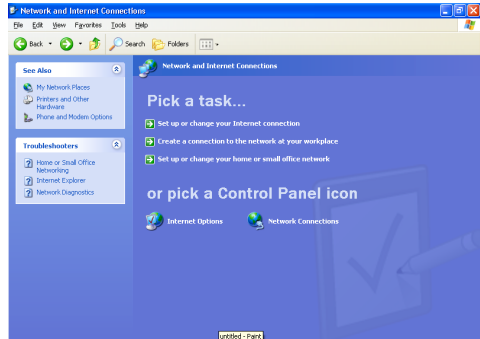 Network and Internet Connections
File Edit View Favorites Tools Help
Back Search Folders
See Also
My Network Places
Printers and Other
Hardware
Phone and Modem Options
Troubleshooters
Home or Small Office
Networking
Internet Explorer
Network Diagnostics
Network and Internet Connections
Pick a task...
Set up or change your Internet connection
Create a connection to the network at your workplace
Set up or change your home or small office network
or pick a Control Panel icon
Internet Options Network Connections
untitled - Paint